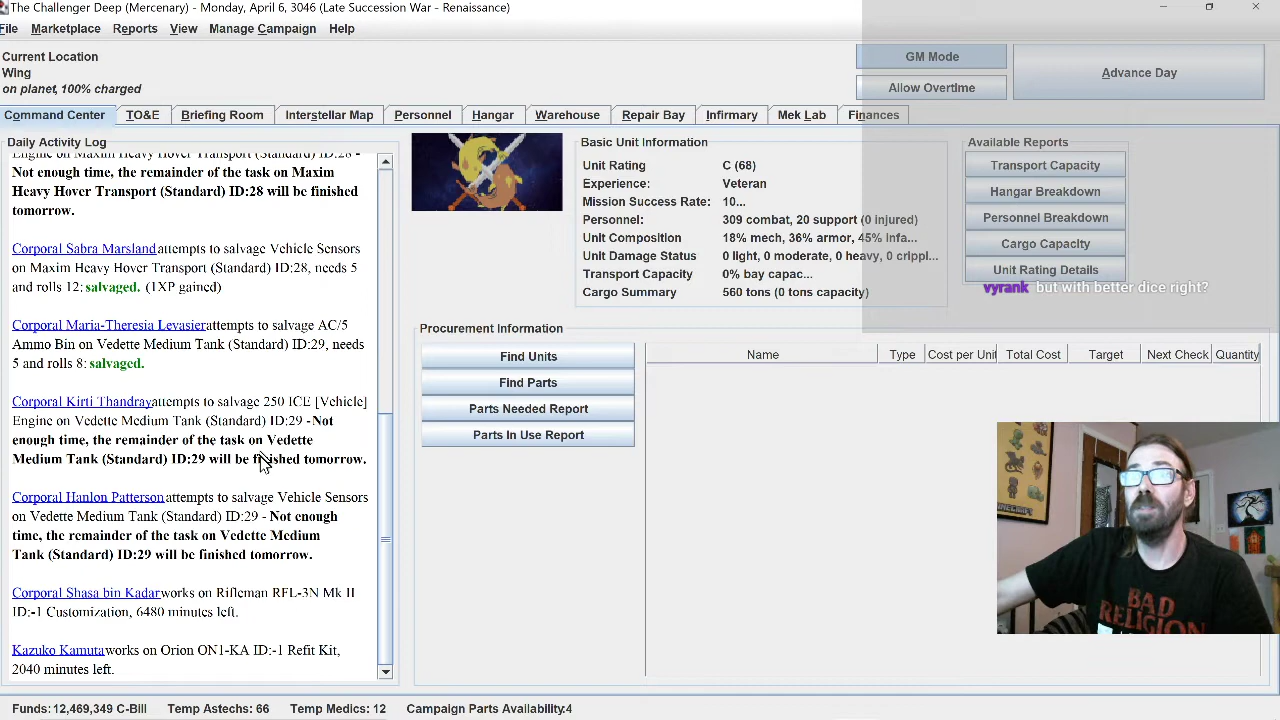 The Challenger Deep (Mercenary) - Monday, April 6, 3046 (Late Succession War - Renaissance)
File Marketplace Reports View Manage Campaign Help
Current Location
Wing
on planet, 100% charged
GM Mode
Allow Overtime
Advance Day
Command Center TO&E Briefing Room Interstellar Map Personnel Hangar Warehouse Repair Bay Infirmary Mek Lab Finances
Daily Activity Log
Engine on Maxim Heavy Hover Transport (Standard) ID:28 -
Not enough time, the remainder of the task on Maxim
Heavy Hover Transport (Standard) ID:28 will be finished
tomorrow.
Corporal Sabra Marsland attempts to salvage Vehicle Sensors
on Maxim Heavy Hover Transport (Standard) ID:28, needs 5
and rolls 12: salvaged. (1XP gained)
Corporal Maria-Theresia Levasier attempts to salvage AC/5
Ammo Bin on Vedette Medium Tank (Standard) ID:29, needs
5 and rolls 8: salvaged.
Corporal Kirti Thandray attempts to salvage 250 ICE [Vehicle]
Engine on Vedette Medium Tank (Standard) ID:29 - Not
enough time, the remainder of the task on Vedette
Medium Tank (Standard) ID:29 will be finished tomorrow.
Corporal Hanlon Patterson attempts to salvage Vehicle Sensors
on Vedette Medium Tank (Standard) ID:29 - Not enough
time, the remainder of the task on Vedette Medium
Tank (Standard) ID:29 will be finished tomorrow.
Corporal Shasa bin Kadar works on Rifleman RFL-3N Mk II
ID:-1 Customization, 6480 minutes left.
Kazuko Kamuta works on Orion ON1-KA ID:-1 Refit Kit,
2040 minutes left.
Basic Unit Information
Unit Rating C (68)
Experience: Veteran
Mission Success Rate: 10...
Personnel: 309 combat, 20 support (0 injured)
Unit Composition 18% mech, 36% armor, 45% infa...
Unit Damage Status 0 light, 0 moderate, 0 heavy, 0 crippl...
Transport Capacity 0% bay capac...
Cargo Summary 560 tons (0 tons capacity)
Available Reports
Transport Capacity
Hangar Breakdown
Personnel Breakdown
Cargo Capacity
Unit Rating Details
vyrank but with better dice right?
Procurement Information
Find Units
Find Parts
Parts Needed Report
Parts In Use Report
Name Type Cost per Unit Total Cost Target Next Check Quantity
MINECRAFT
BAD
RELIGION
Funds: 12,469,349 C-Bill Temp Astechs: 66 Temp Medics: 12 Campaign Parts Availability:4